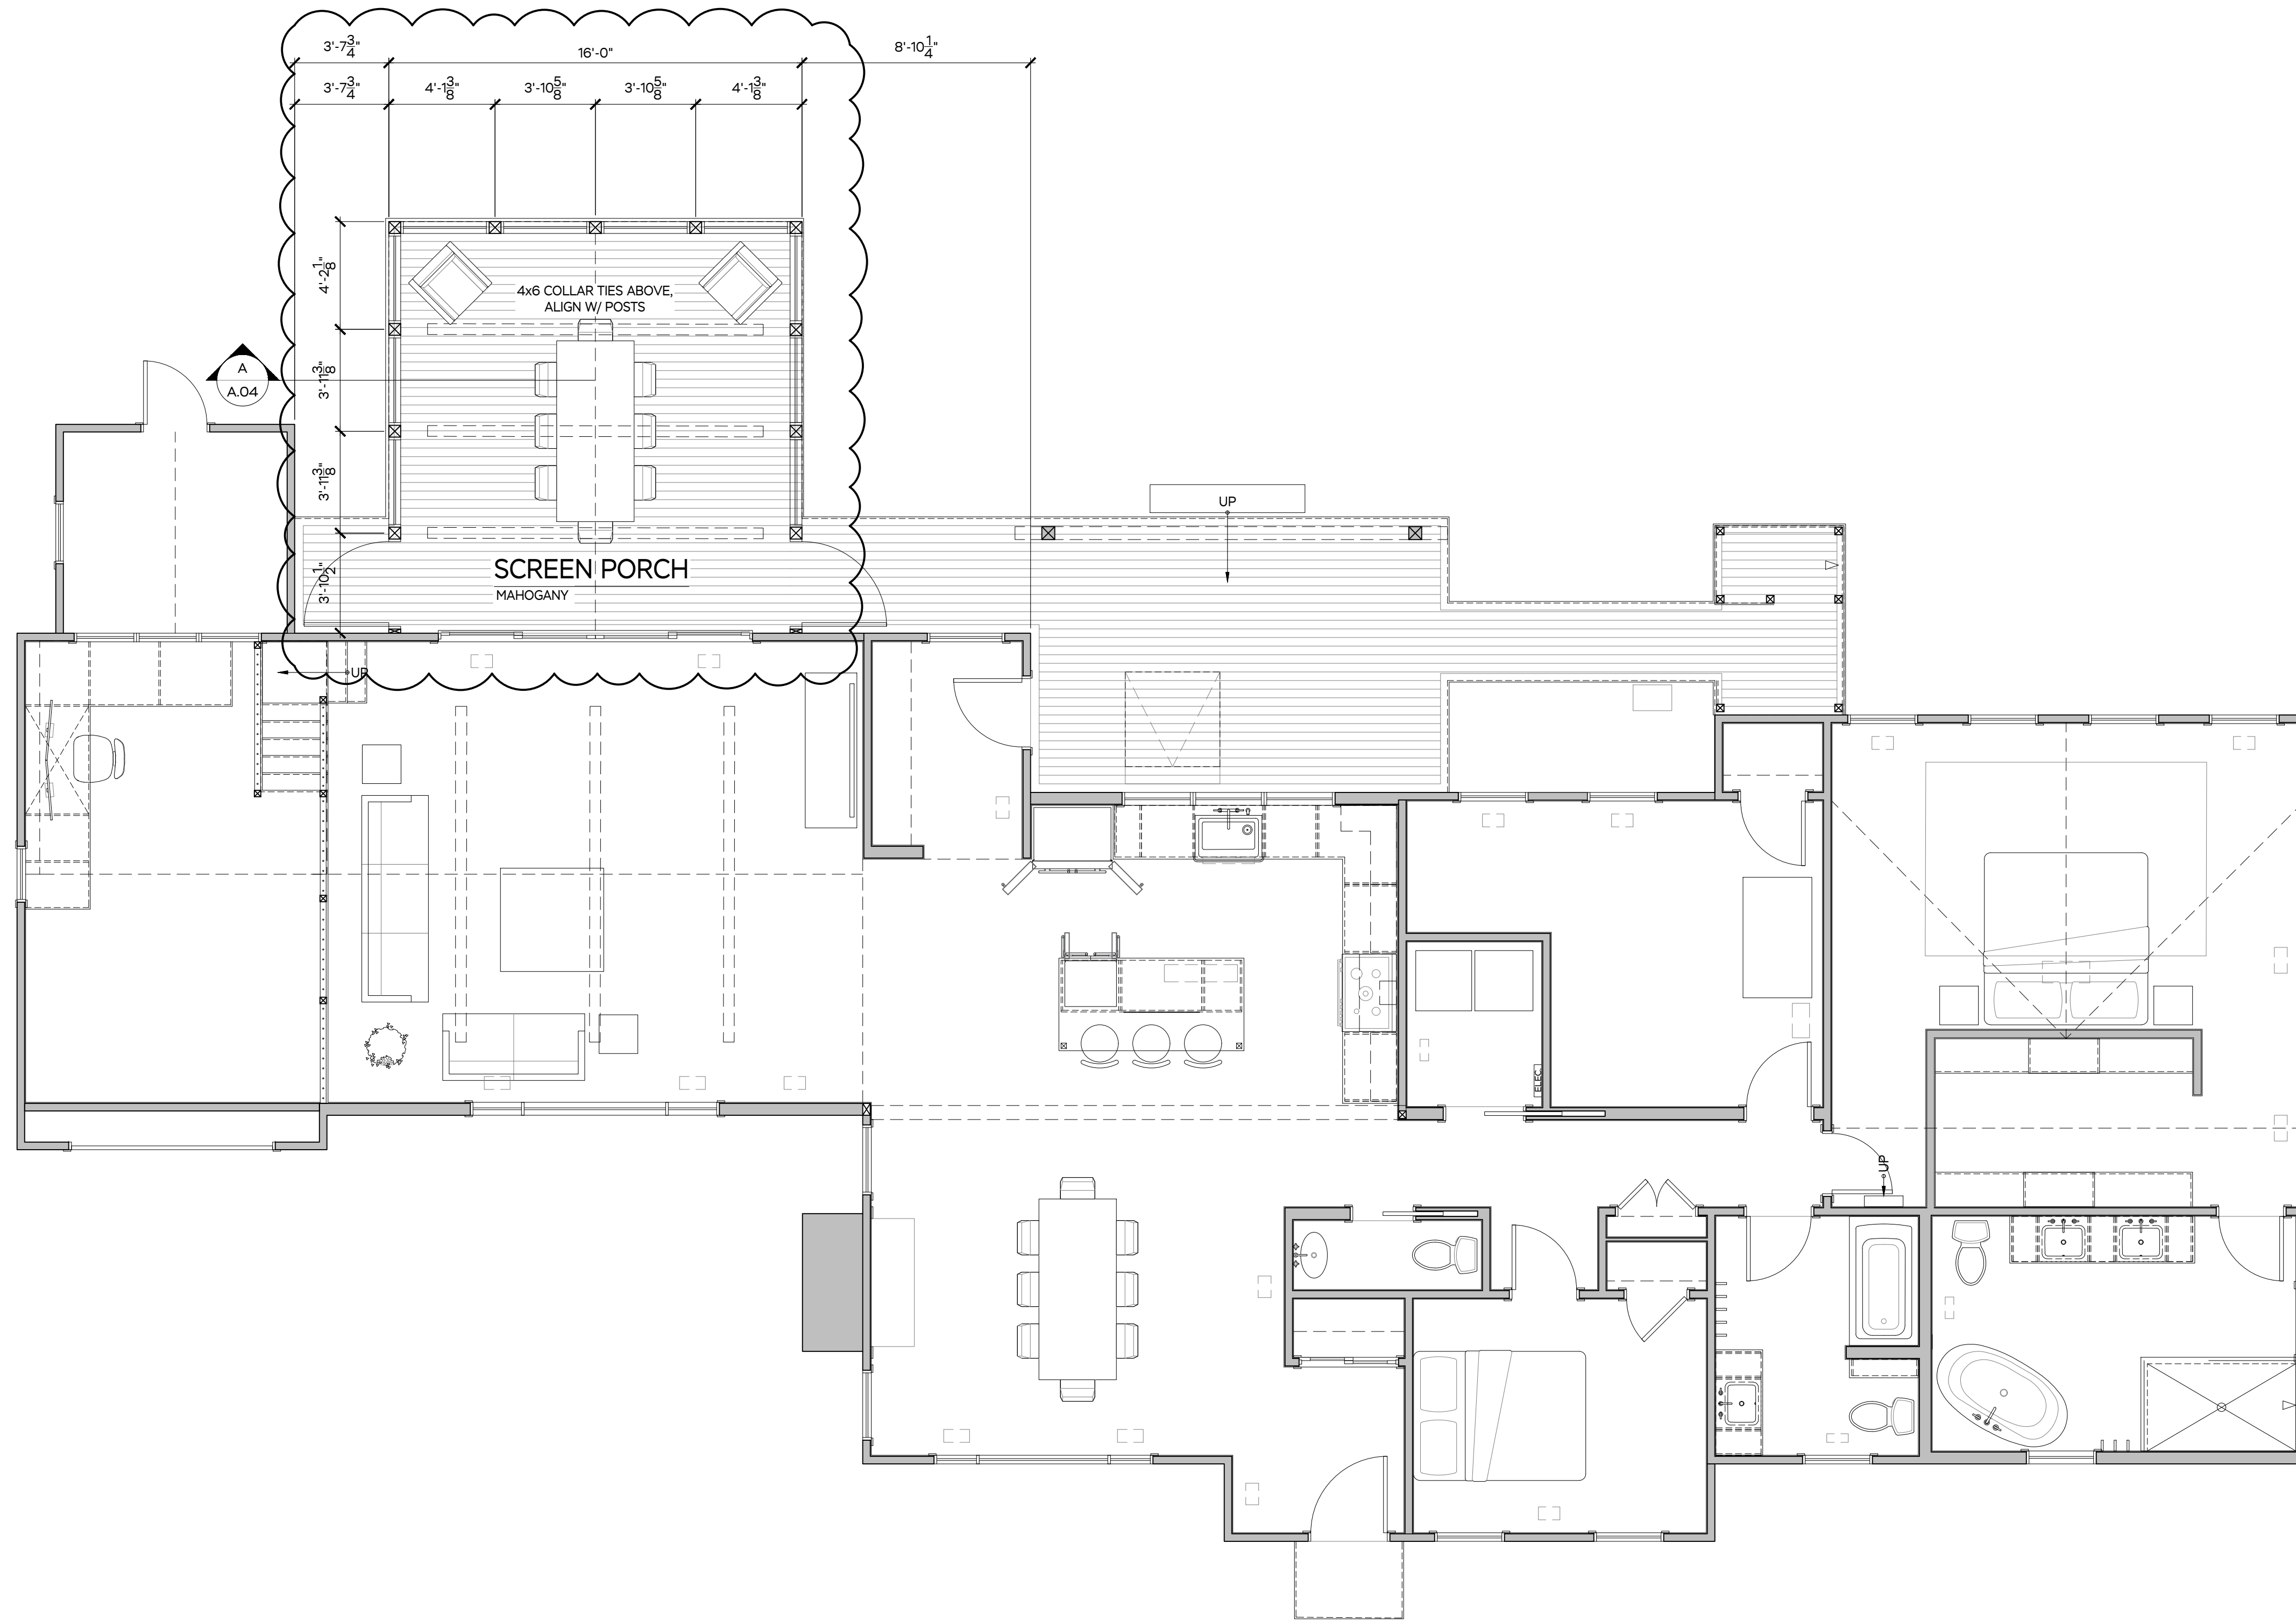 3'-7 3/4"
16'-0"
8'-10 1/4"
3'-7 3/4"
4'-1 3/8"
3'-10 5/8"
3'-10 5/8"
4'-1 3/8"
4'-2 1/8"
4x6 COLLAR TIES ABOVE,
ALIGN W/ POSTS
A
A.04
3'-11 3/8"
3'-11 3/8"
UP
SCREEN PORCH
MAHOGANY
3'-10 1/2"
UP
ELEC.
UP